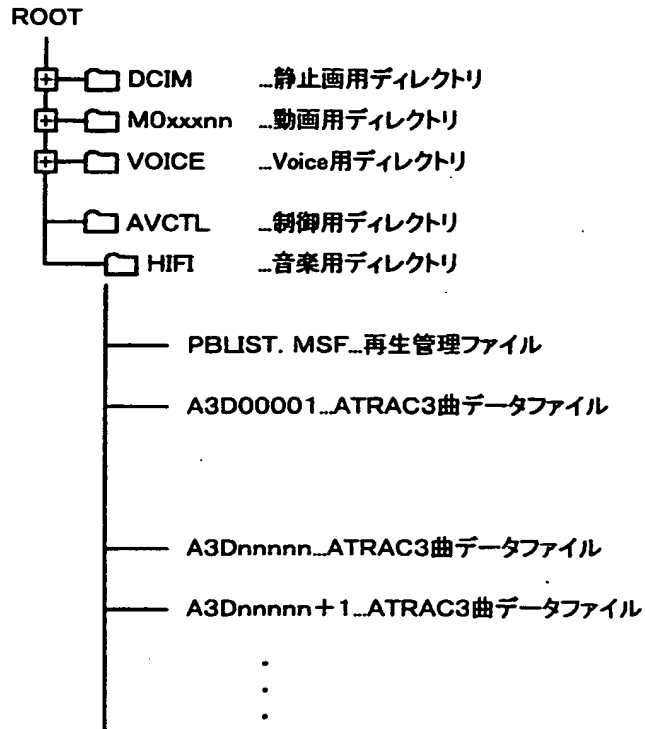 ROOT
DCIM ...静止画用ディレクトリ
MOxxxnn ...動画用ディレクトリ
VOICE ...Voice用ディレクトリ
AVCTL ...制御用ディレクトリ
HIFI ...音楽用ディレクトリ
PBLIST. MSF...再生管理ファイル
A3D00001...ATRAC3曲データファイル
A3Dnnnnn...ATRAC3曲データファイル
A3Dnnnnn+1...ATRAC3曲データファイル